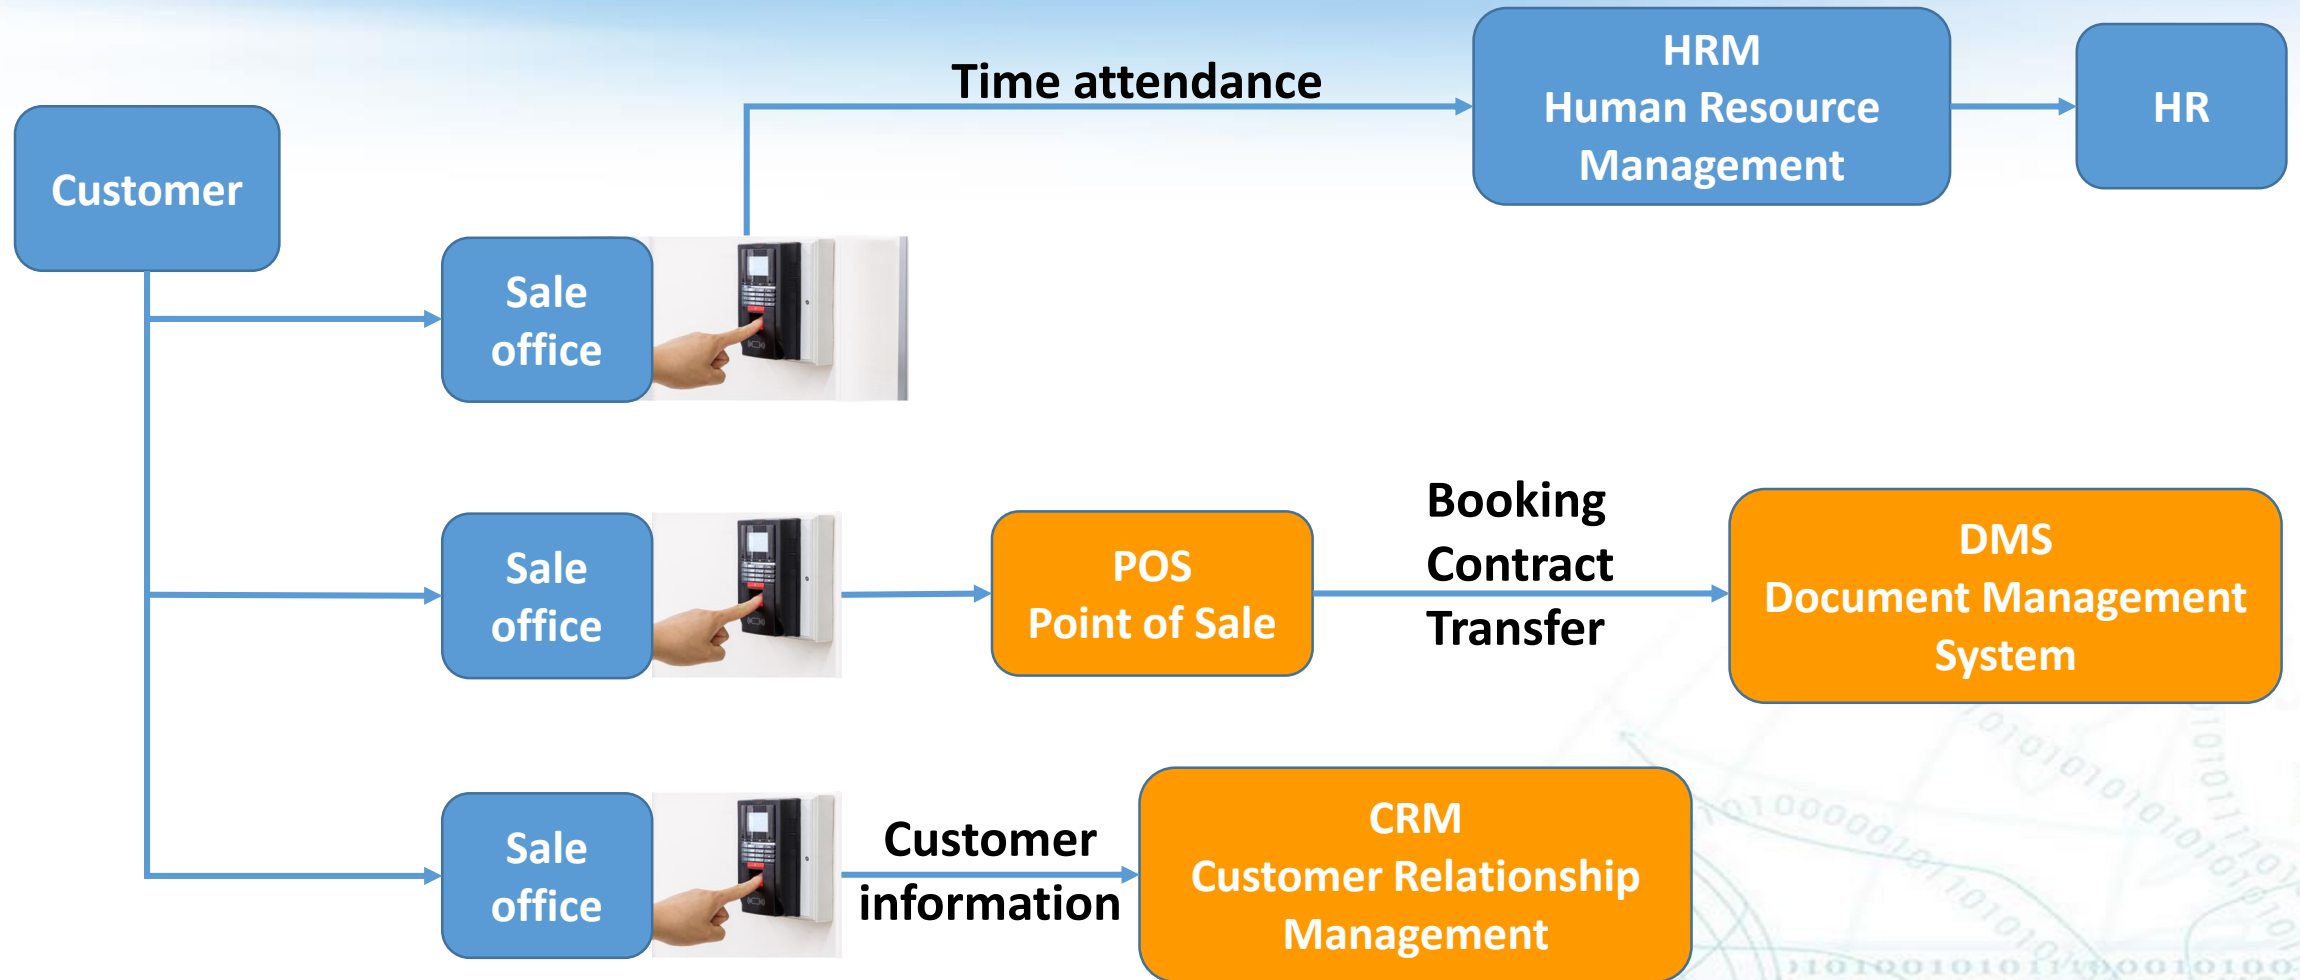 Time attendance
HRM
Human Resource
Management
HR
Customer
Sale
office
Sale
office
POS
Point of Sale
Booking
Contract
Transfer
DMS
Document Management
System
Sale
office
Customer
information
CRM
Customer Relationship
Management